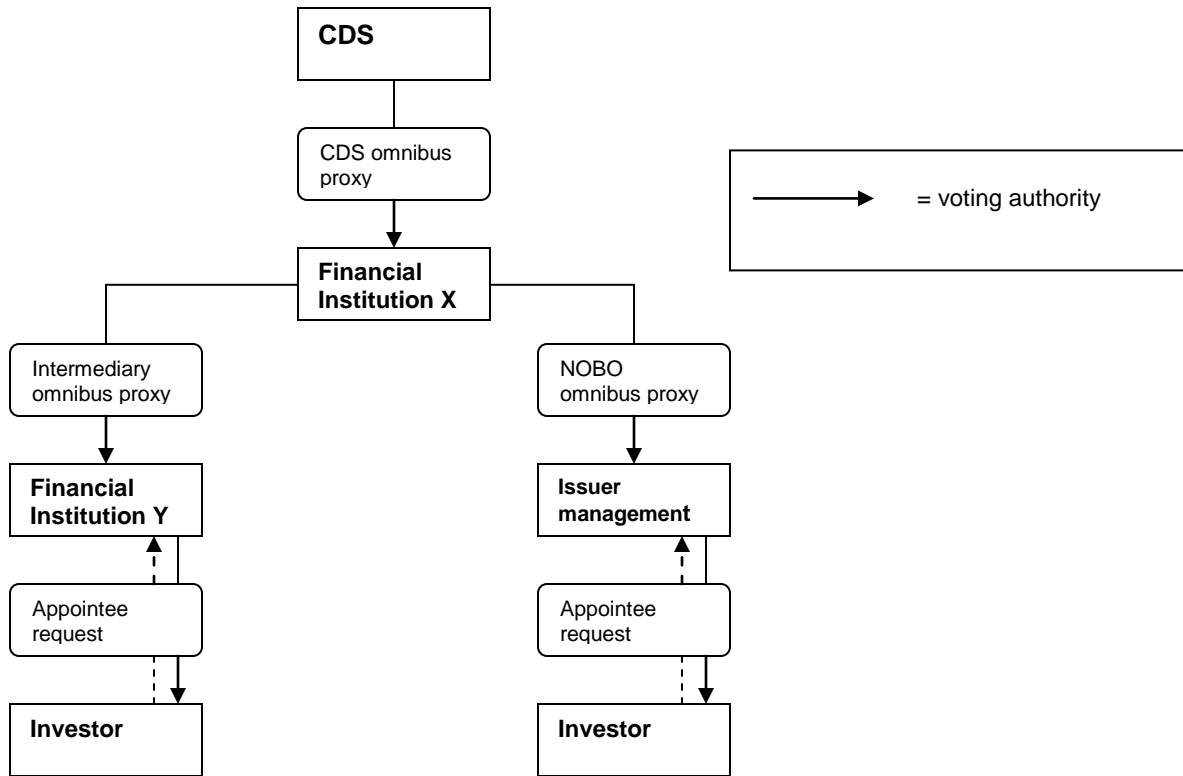 CDS
CDS omnibus
proxy
= voting authority
Financial
Institution X
Intermediary
omnibus proxy
NOBO
omnibus proxy
Financial
Institution Y
Issuer
management
Appointee
request
Appointee
request
Investor
Investor